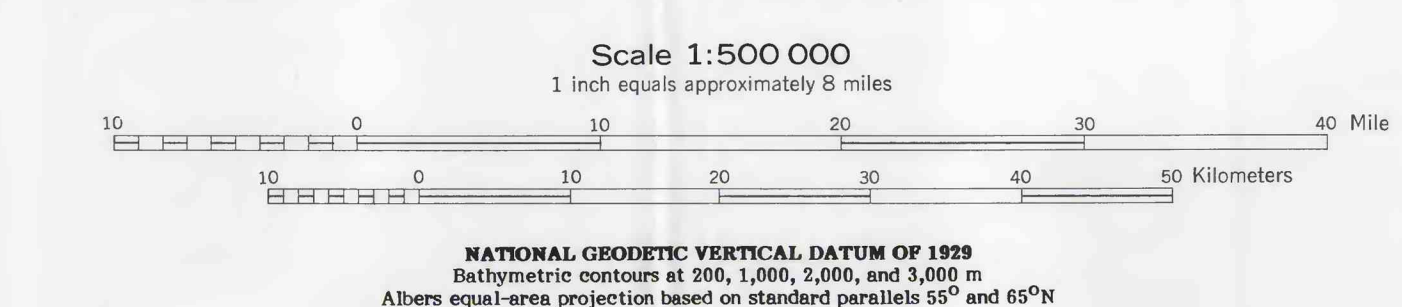 Scale 1:500 000
1 inch equals approximately 8 miles
10 0 10 20 30 40 Mile
10 0 10 20 30 40 50 Kilometers
NATIONAL GEODETIC VERTICAL DATUM OF 1929
Bathymetric contours at 200, 1,000, 2,000, and 3,000 m
Albers equal-area projection based on standard parallels 55⁰ and 65⁰N